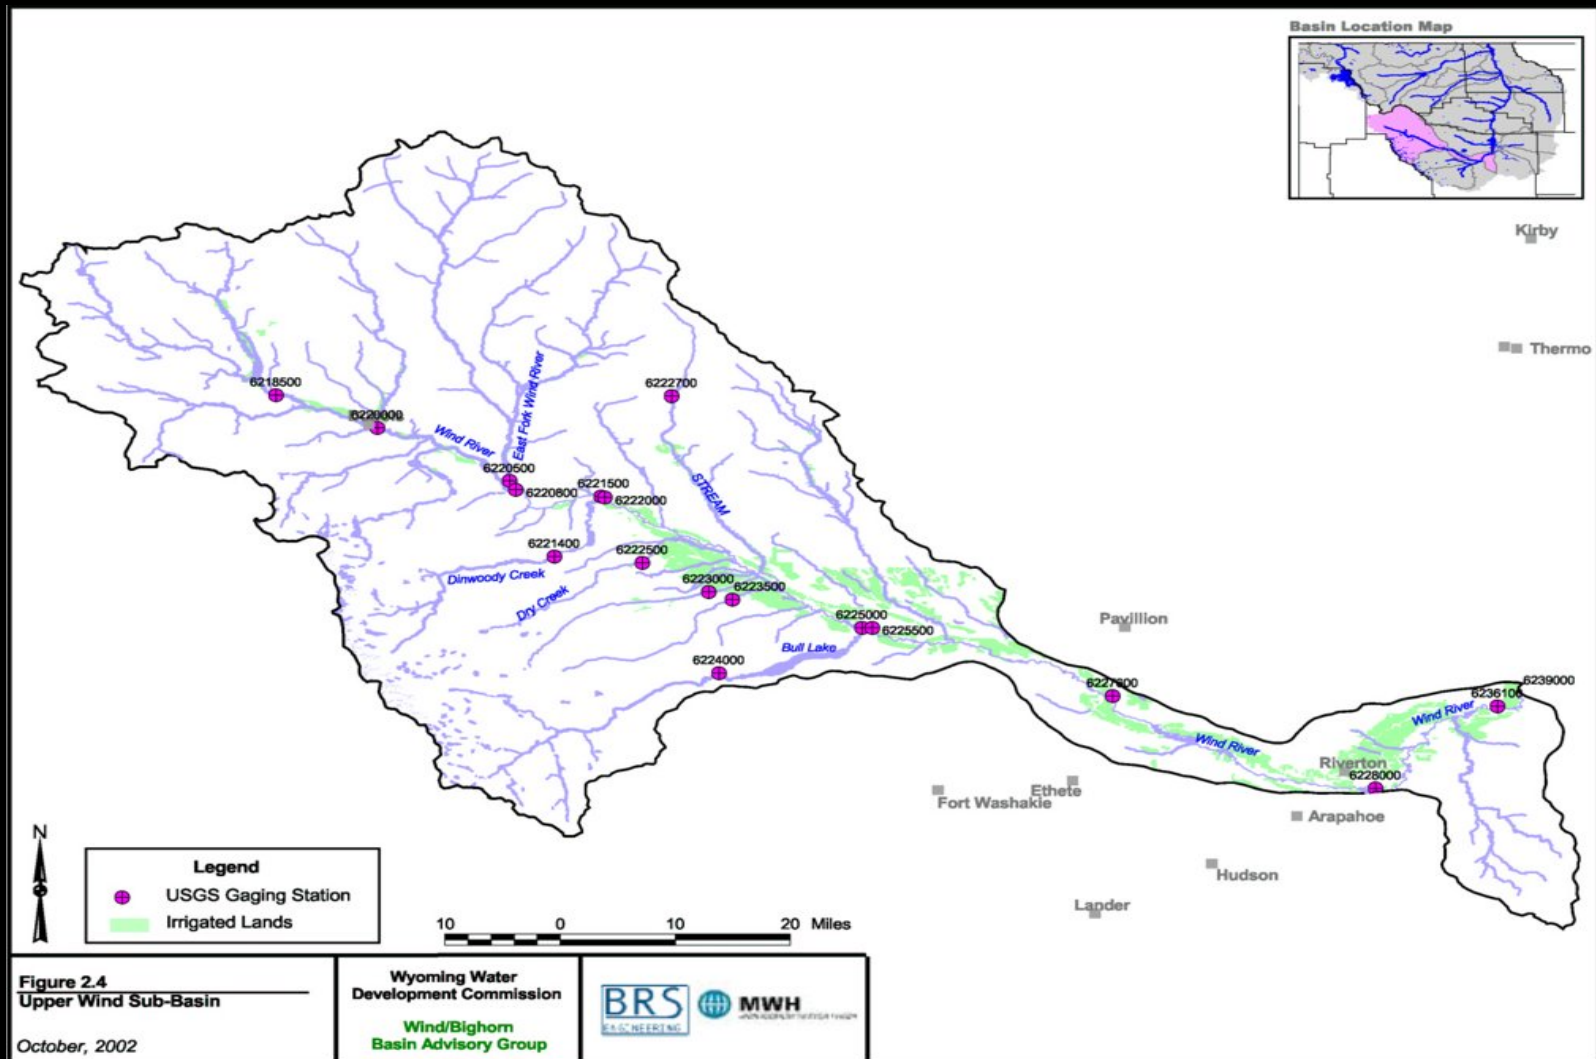 Basin Location Map
Kirby
Thermo
6218500
6220000
Wind River
East Fork Wind River
6222700
6220500
6220800
6221500
6222000
STREAM
6221400
6222500
Dinwoody Creek
Dry Creek
6223000
6223500
6225000
6225500
Bull Lake
6224000
Pavillion
6239000
6236100
Wind River
Wind River
Riverton
6228000
Fort Washakie
Ethete
Arapahoe
Hudson
Lander
N
Legend
USGS Gaging Station
Irrigated Lands
10 0 10 20 Miles
Figure 2.4
Upper Wind Sub-Basin
October, 2002
Wyoming Water
Development Commission
Wind/Bighorn
Basin Advisory Group
BRS
ENGINEERING
MWH